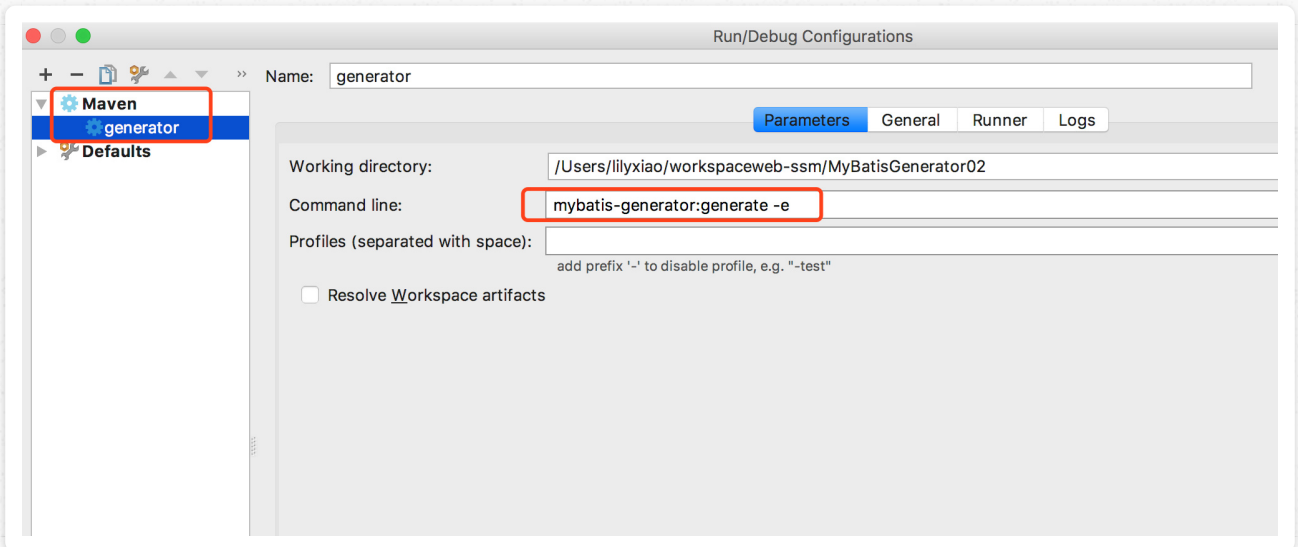 Run/Debug Configurations
Name: generator
Maven
generator
Defaults
Parameters General Runner Logs
Working directory: /Users/lilyxiao/workspaceweb-ssm/MyBatisGenerator02
Command line: mybatis-generator:generate -e
Profiles (separated with space):
add prefix '-' to disable profile, e.g. "-test"
Resolve Workspace artifacts